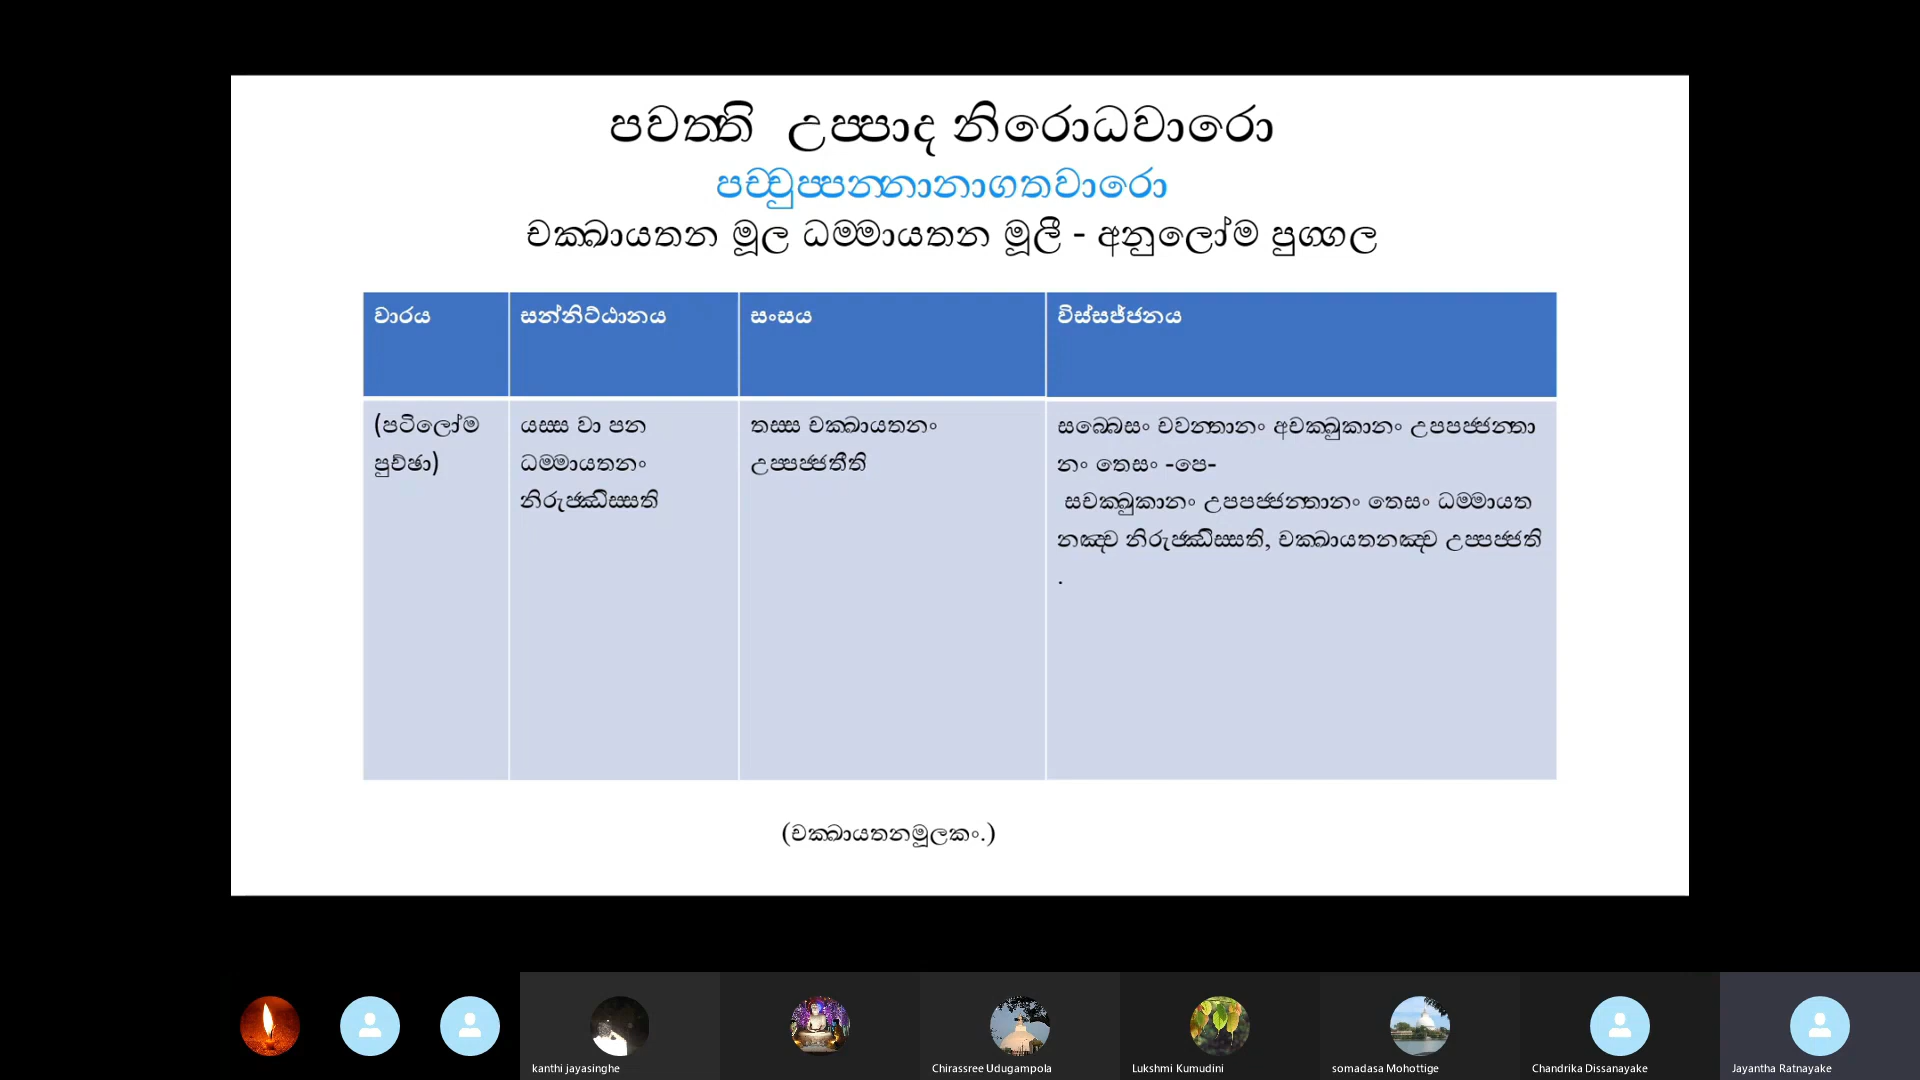 පවත්ති උප්පාද නිරොධවාරො
පච්චුප්පන්නානාගතවාරො
චක්ඛායතන මූල ධම්මායතන මූලී - අනුලෝම පුග්ගල
වාරය
සන්නිට්ඨානය
සංසය
විස්සජ්ජනය
(පටිලෝම
පුච්ඡා)
යස්ස වා පන
ධම්මායතනං
නිරුජ්ඣිස්සති
තස්ස චක්ඛායතනං
උප්පජ්ජතීති
සබ්බෙසං චවන්තානං අචක්ඛුකානං උපපජ්ජන්තා
නං තෙසං -පෙ-
සචක්ඛුකානං උපපජ්ජන්තානං තෙසං ධම්මායත
නඤ්ච නිරුජ්ඣිස්සති, චක්ඛායතනඤ්ච උප්පජ්ජති
.
(චක්ඛායතනමූලකං.)
kanthi jayasinghe
Chirassree Udugampola
Lukshmi Kumudini
somadasa Mohottige
Chandrika Dissanayake
Jayantha Ratnayake